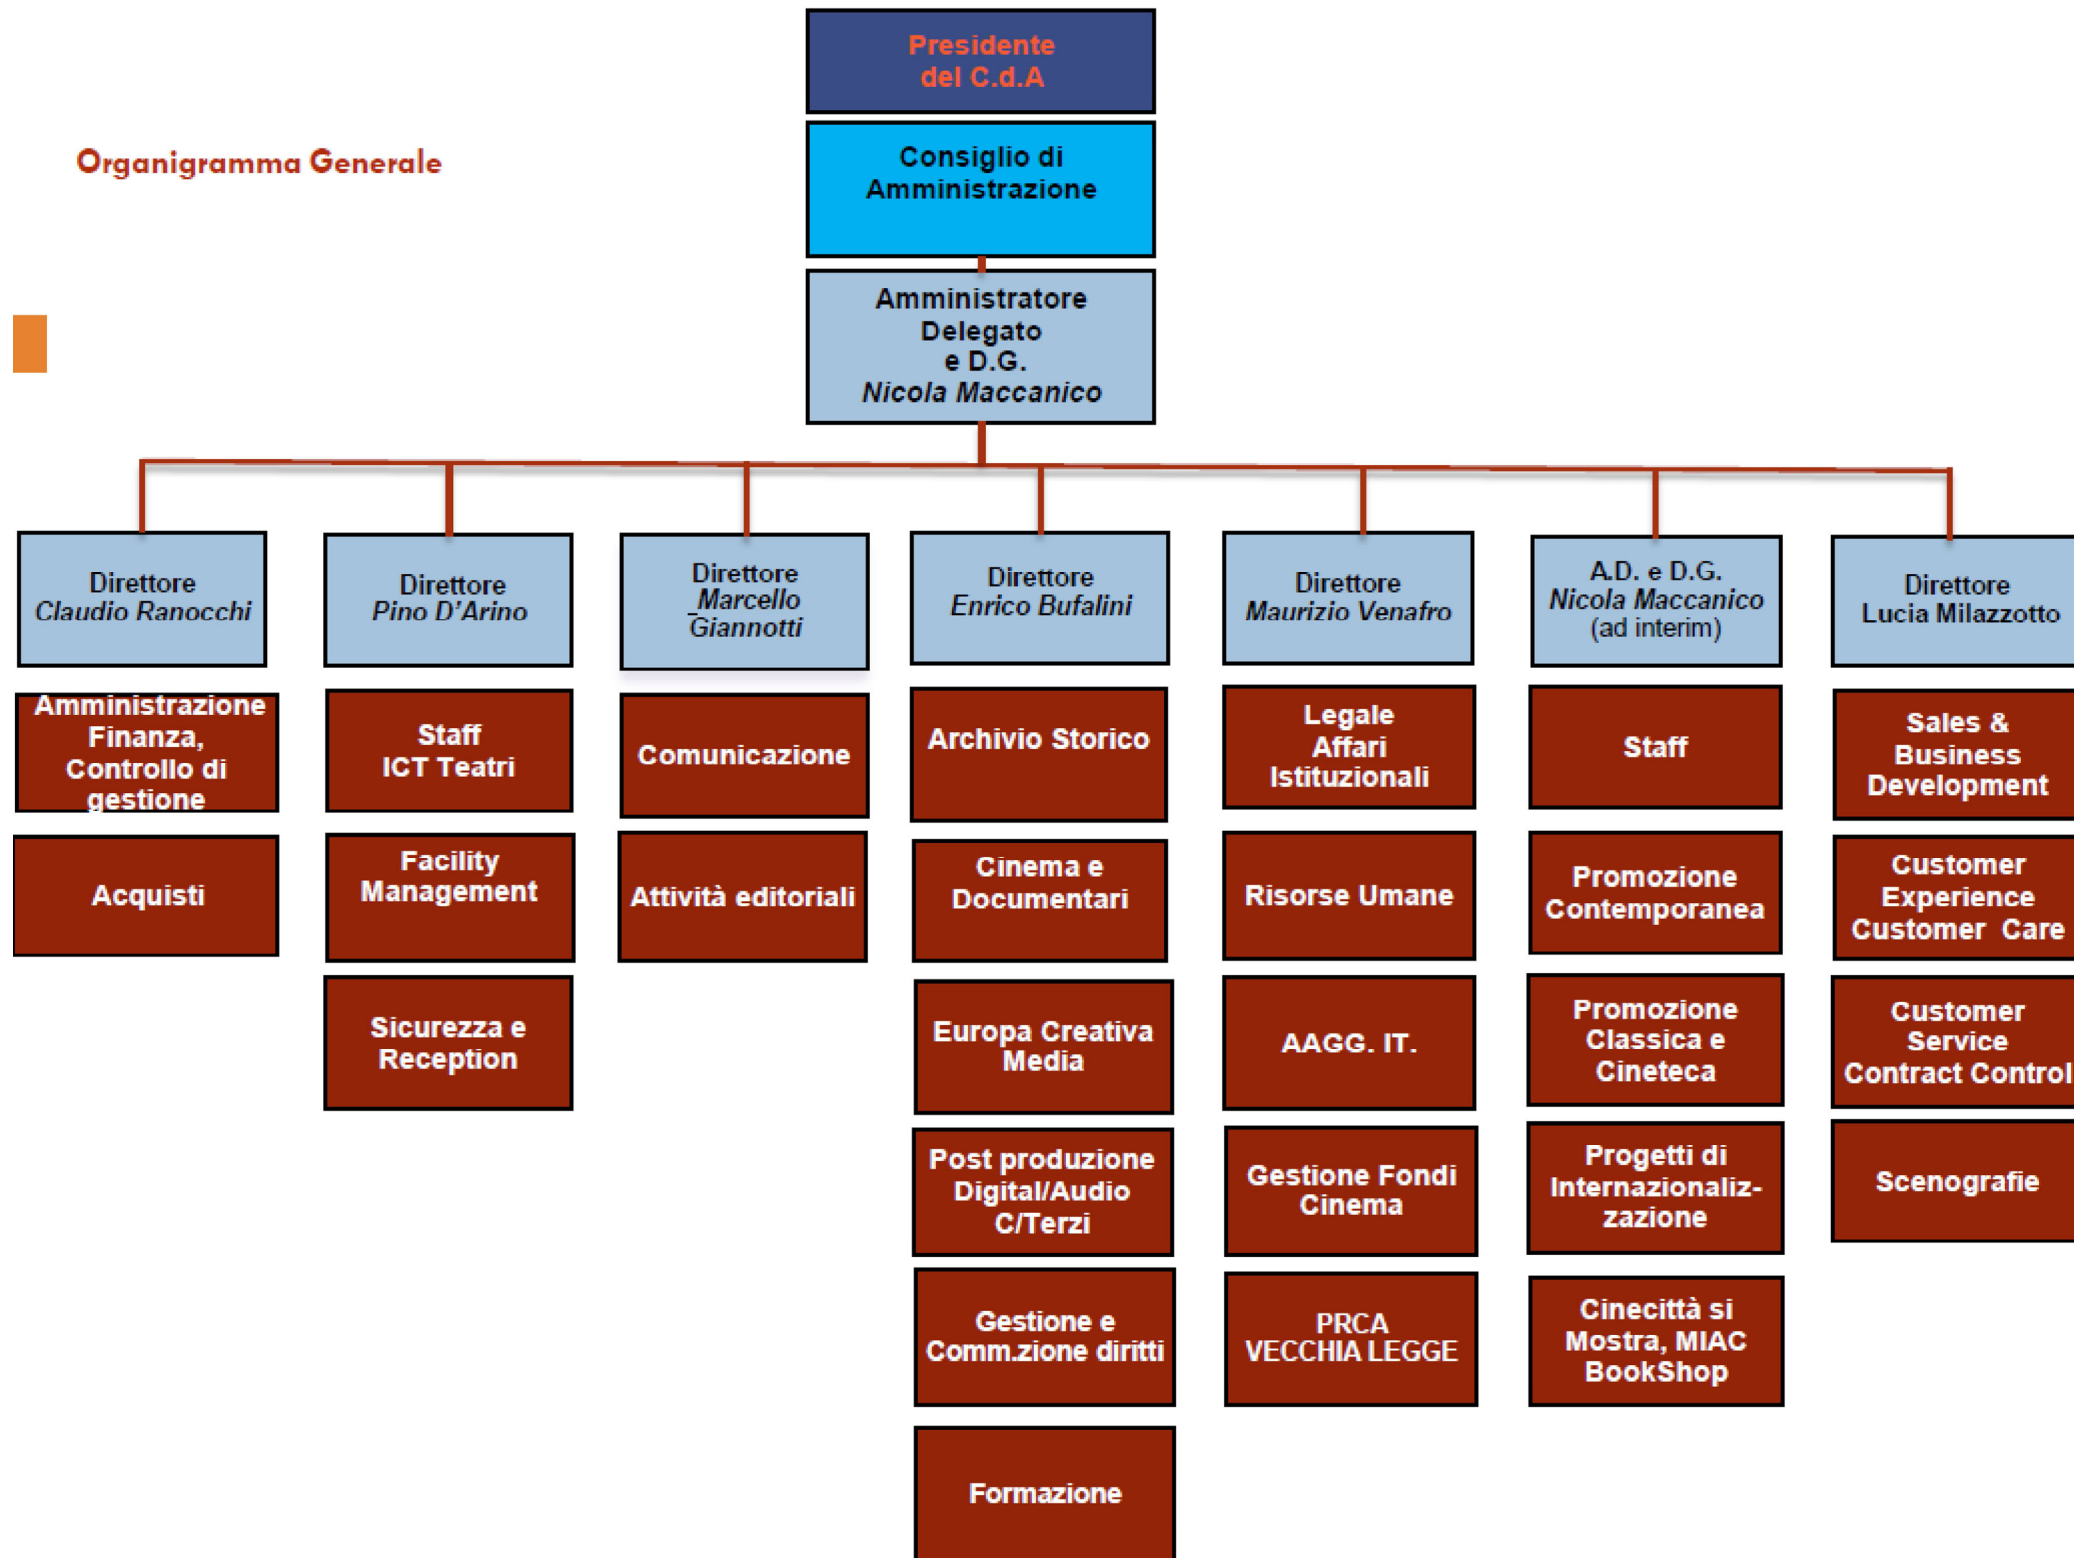 Presidente
del C.d.A
Organigramma Generale
Consiglio di
Amministrazione
Amministratore
Delegato
e D.G.
Nicola Maccanico
Direttore
Claudio Ranocchi
Amministrazione
Finanza,
Controllo di
gestione
Acquisti
Direttore
Pino D'Arino
Staff
ICT Teatri
Facility
Management
Sicurezza e
Reception
Direttore
_Marcello
Giannotti
Comunicazione
Attività editoriali
Direttore
Enrico Bufalini
Archivio Storico
Cinema e
Documentari
Europa Creativa
Media
Post produzione
Digital/Audio
C/Terzi
Gestione e
Comm.zione diritti
Formazione
Direttore
Maurizio Venafro
Legale
Affari
Istituzionali
Risorse Umane
AAGG. IT.
Gestione Fondi
Cinema
PRCA
VECCHIA LEGGE
A.D. e D.G.
Nicola Maccanico
(ad interim)
Staff
Promozione
Contemporanea
Promozione
Classica e
Cineteca
Progetti di
Internazionaliz-
zazione
Cinecittà si
Mostra, MIAC
BookShop
Direttore
Lucia Milazzotto
Sales &
Business
Development
Customer
Experience
Customer Care
Customer
Service
Contract Control
Scenografie